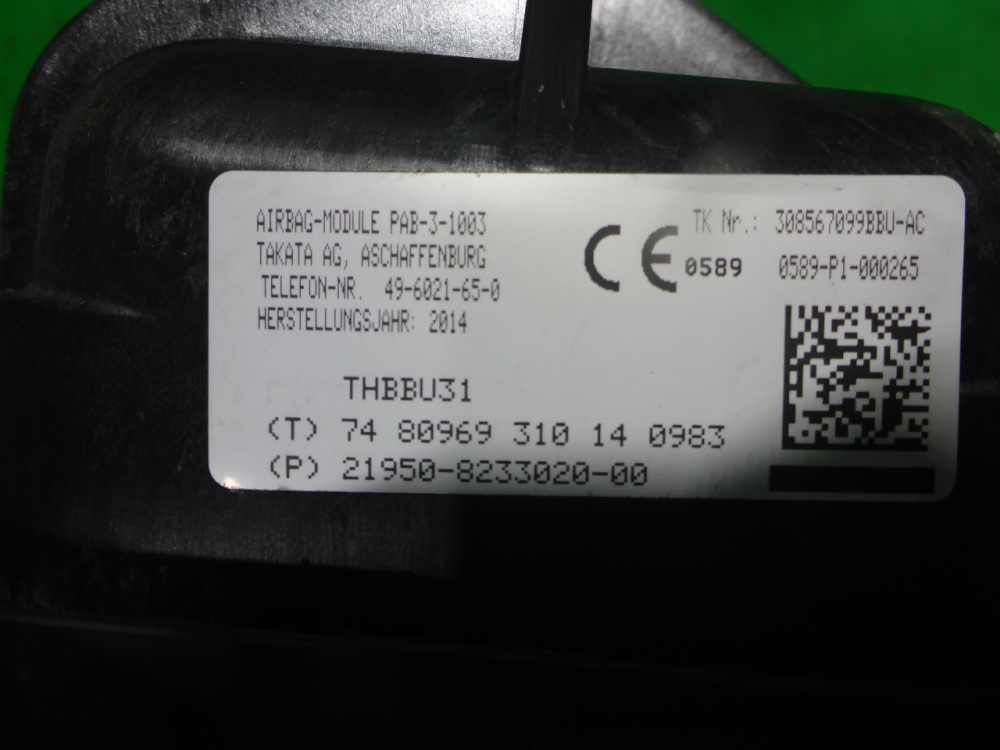 AIRBAG-MODULE PAB-3-1003
TAKATA AG, ASCHAFFENBURG
TELEFON-NR. 49-6021-65-0
HERSTELLUNGSJAHR: 2014
CE 0589
TK Nr.: 308567099BBU-AC
0589-P1-000265
THBBU31
(T) 74 80969 310 14 0983
(P) 21950-8233020-00